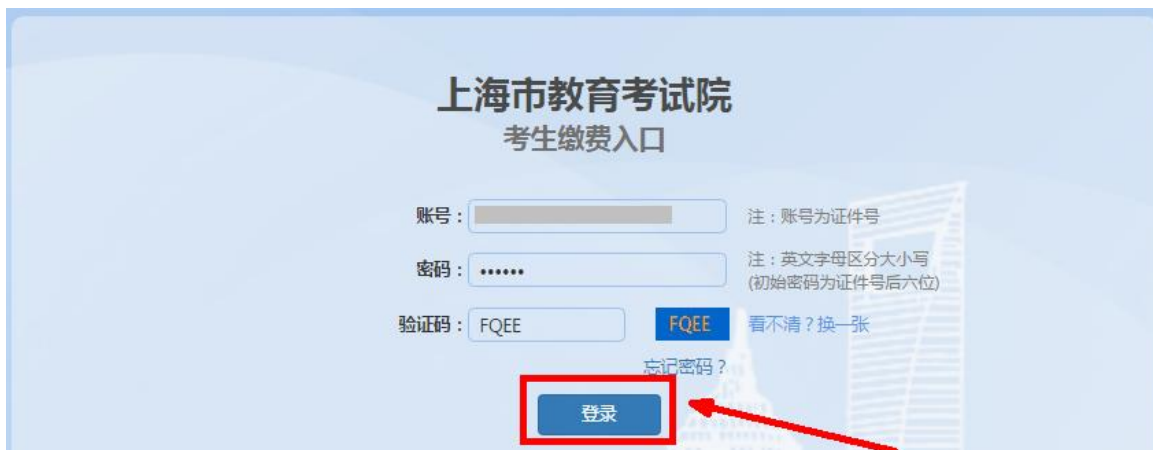 上海市教育考试院
考生缴费入口
账号： 注：账号为证件号
密码： •••••• 注：英文字母区分大小写
(初始密码为证件号后六位)
验证码： FQEE FQEE 看不清？换一张
忘记密码？
登录